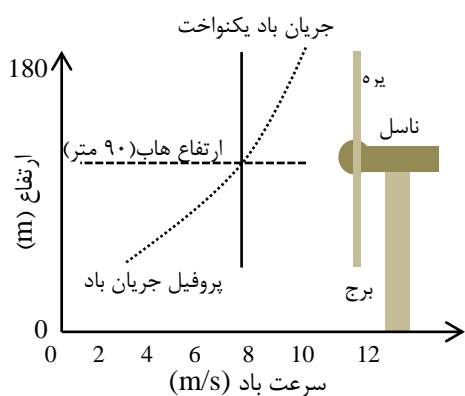 جریان باد یکنواخت
180
پره
ناسل
ارتفاع هاب(۹۰ متر)
ارتفاع (m)
پروفیل جریان باد
برج
0
0 2 4 6 8 10 12
سرعت باد (m/s)